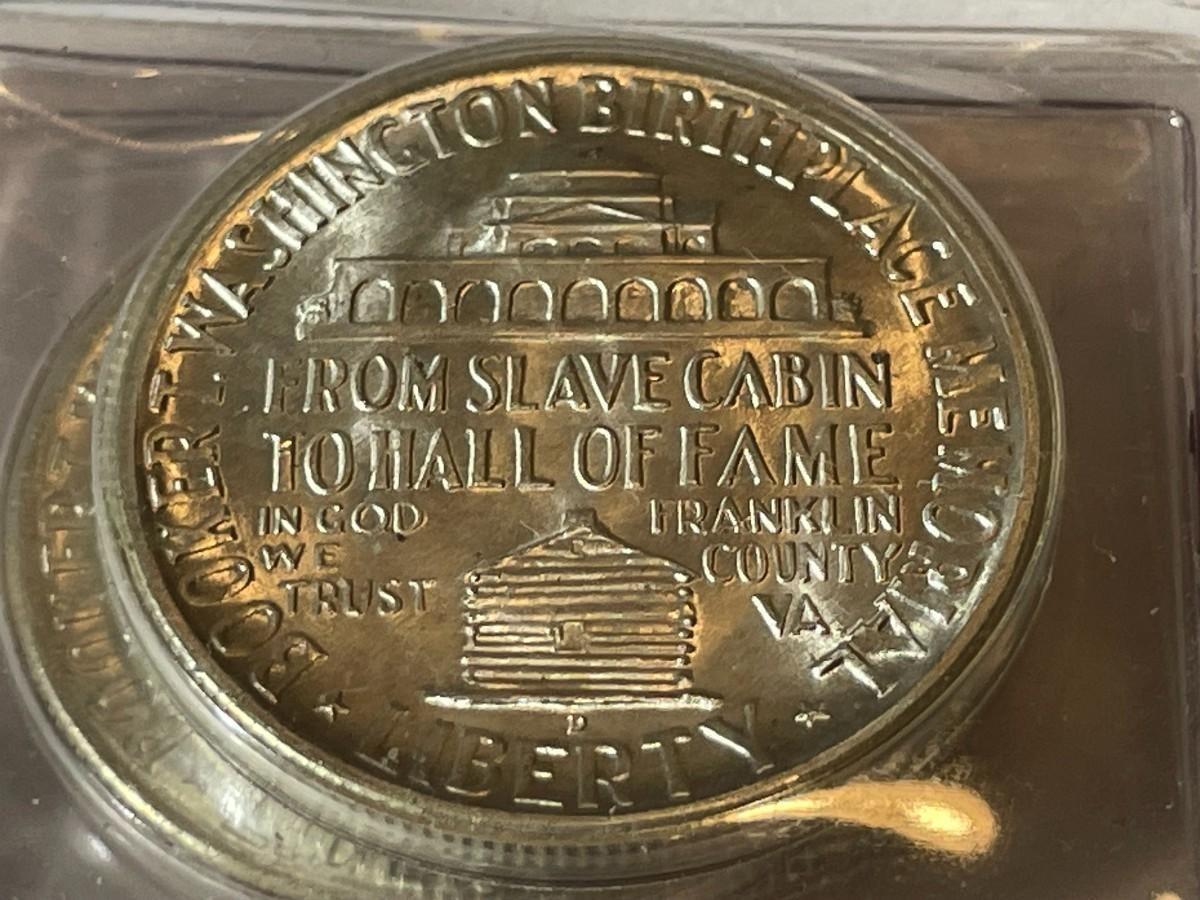 BOOKER T. WASHINGTON BIRTHPLACE MEMORIAL
FROM SLAVE CABIN
TO HALL OF FAME
IN GOD
WE
TRUST
FRANKLIN
COUNTY
VA
D
LIBERTY